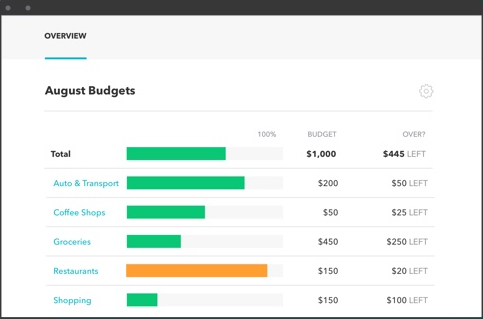 OVERVIEW
August Budgets
100% BUDGET OVER?
Total $1,000 $445 LEFT
Auto & Transport $200 $50 LEFT
Coffee Shops $50 $25 LEFT
Groceries $450 $250 LEFT
Restaurants $150 $20 LEFT
Shopping $150 $100 LEFT